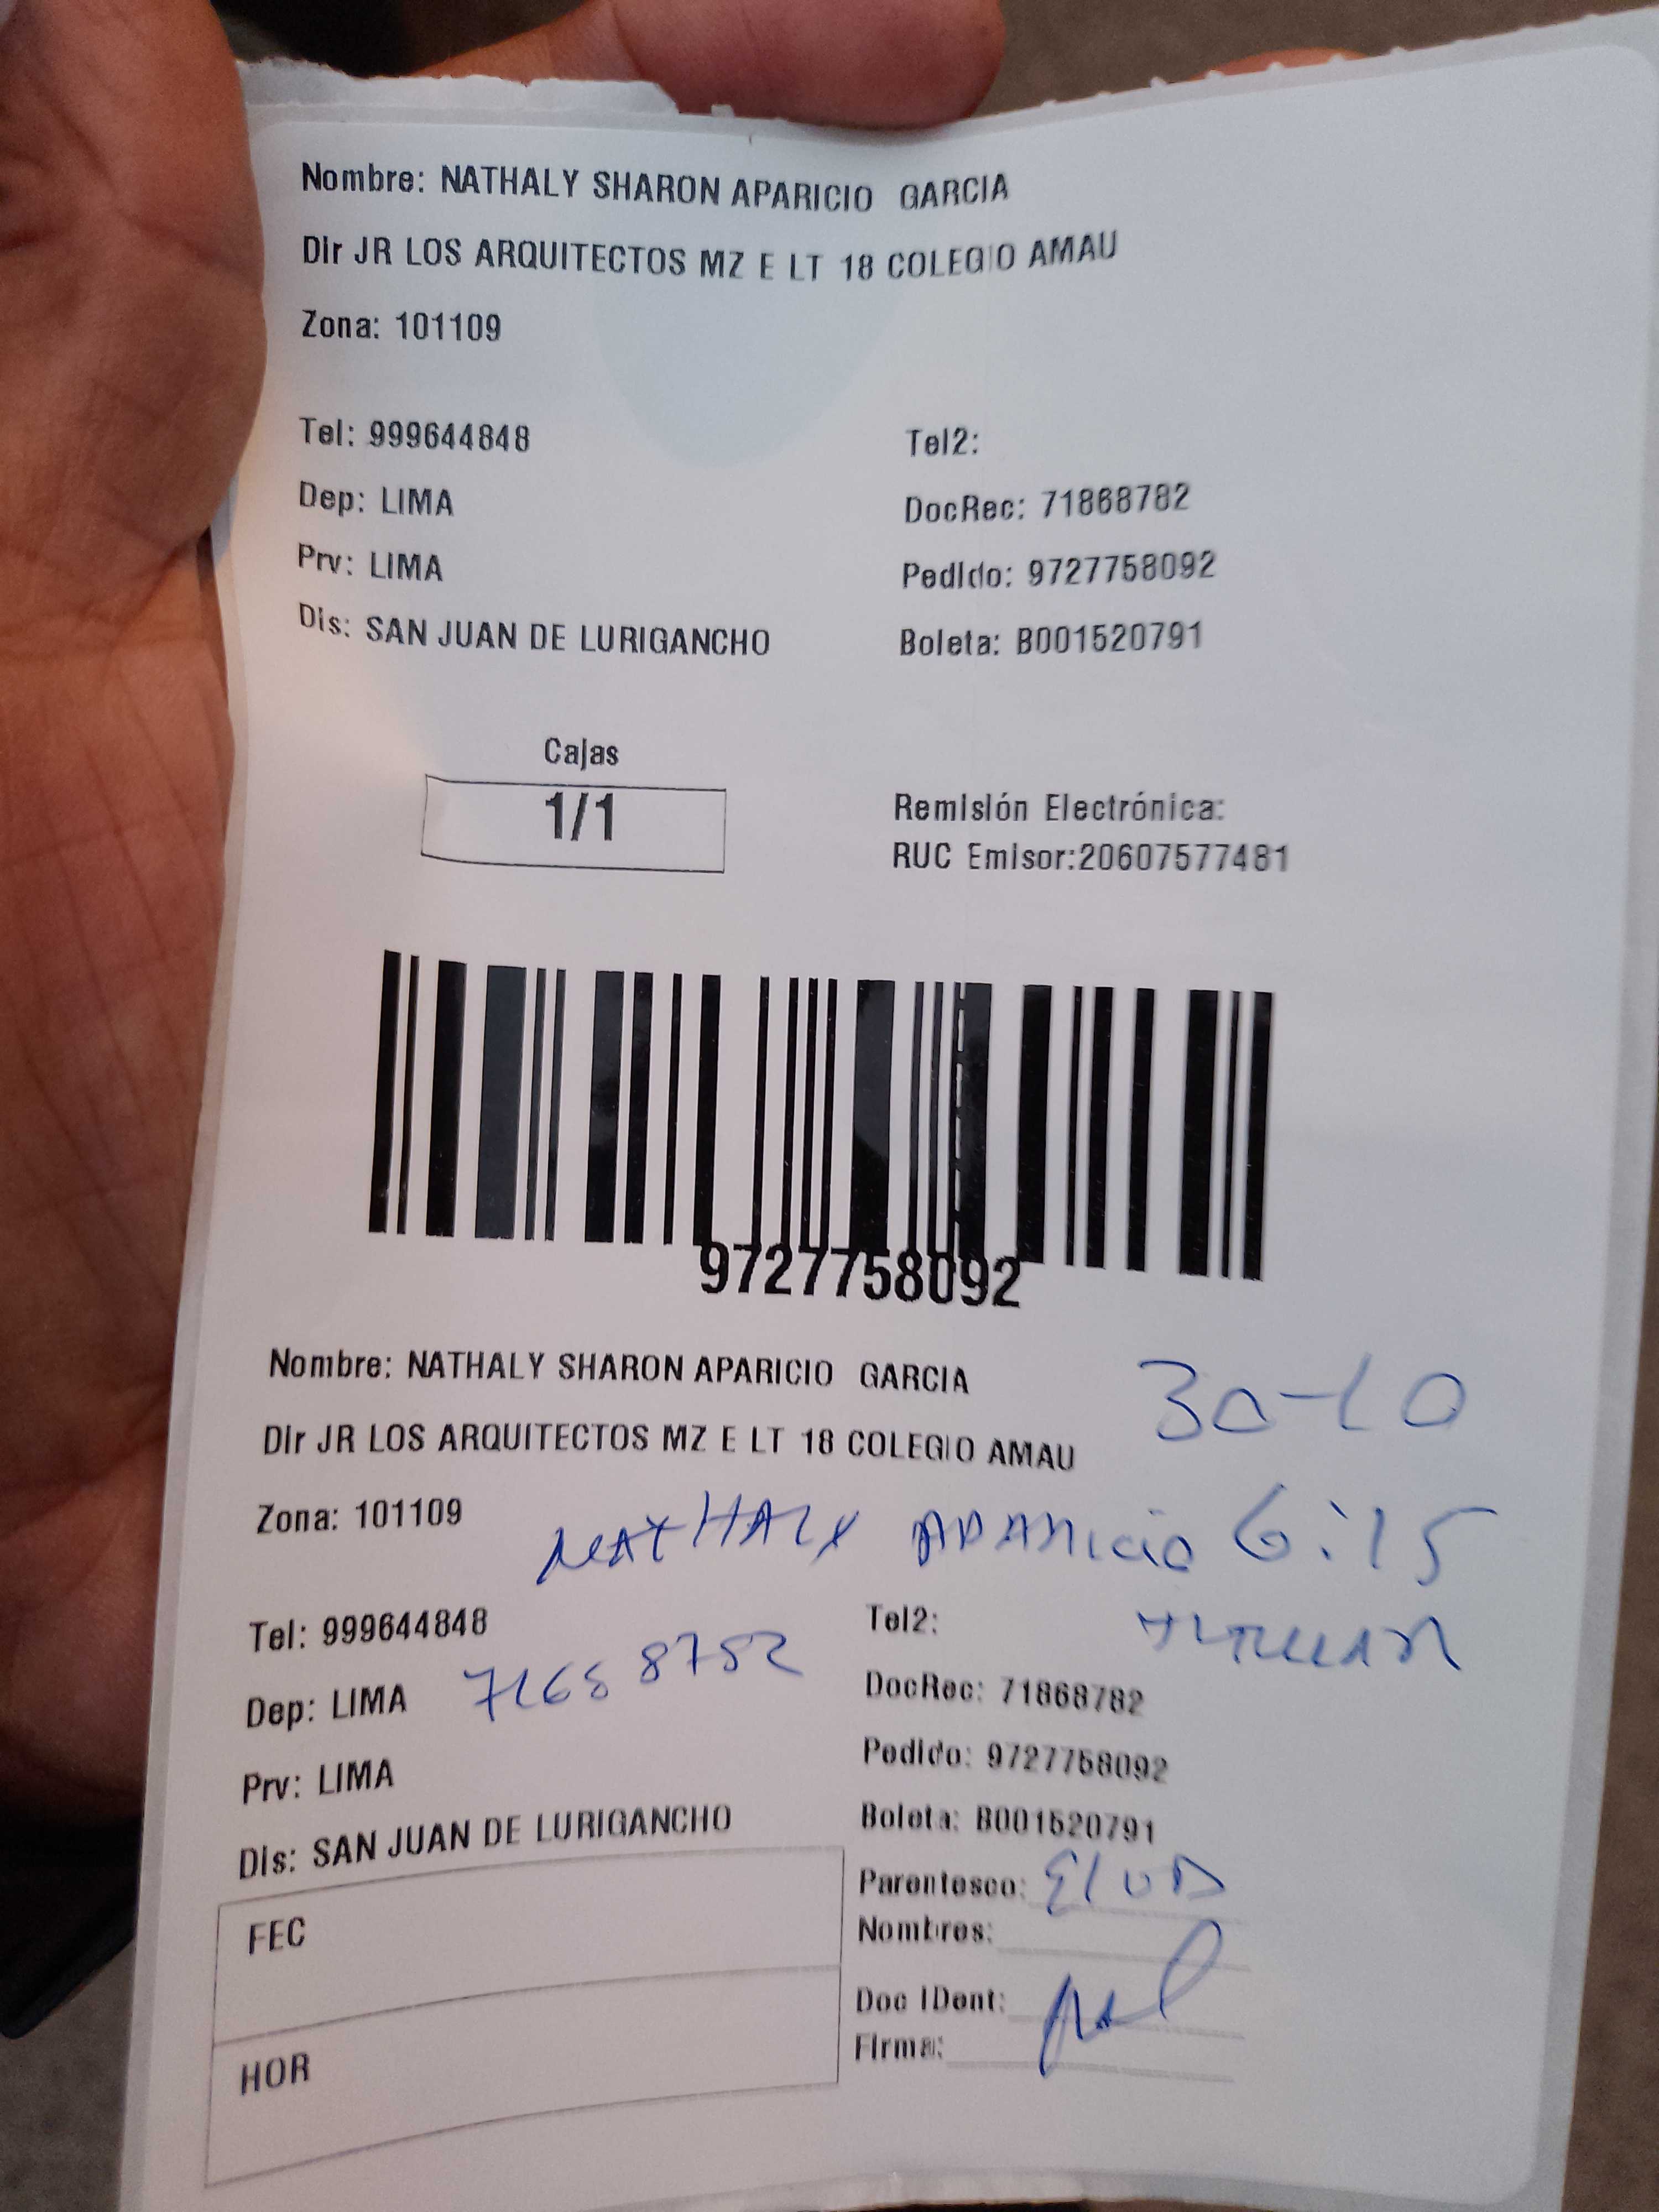 Nombre: NATHALY SHARON APARICIO GARCIA
Dir JR LOS ARQUITECTOS MZ E LT 18 COLEGIO AMAU
Zona: 101109
Tel: 999644848 Tel2:
Dep: LIMA DocRec: 71868782
Prv: LIMA Pedido: 9727758092
Dis: SAN JUAN DE LURIGANCHO Boleta: B001520791
Cajas
1/1
Remisión Electrónica:
RUC Emisor:20607577481
9727758092
Nombre: NATHALY SHARON APARICIO GARCIA
30-10
Dir JR LOS ARQUITECTOS MZ E LT 18 COLEGIO AMAU
Zona: 101109
NATHALY APARICIO 6:15
Tel: 999644848 Tel2:
Dep: LIMA DocRec: 71868782
Prv: LIMA Pedido: 9727758092
Dis: SAN JUAN DE LURIGANCHO Boleta: B001520791
Parentesco:
FEC Nombres:
Doc IDent:
HOR Firma: